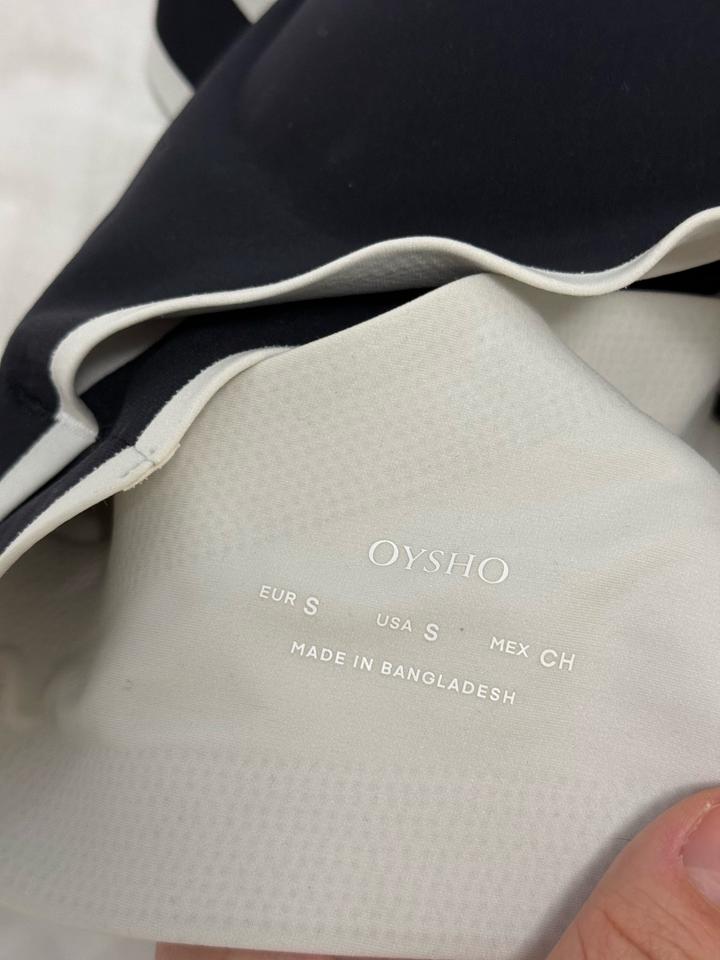 OYSHO
EUR S USA S MEX CH
MADE IN BANGLADESH